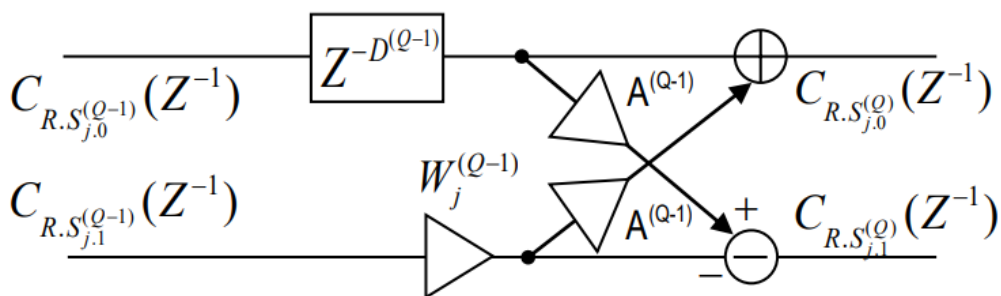 Z^{-D^{(Q-1)}}
C_{R.S_{j.0}^{(Q-1)}}(Z^{-1})
A^{(Q-1)}
C_{R.S_{j.0}^{(Q)}}(Z^{-1})
W_j^{(Q-1)}
C_{R.S_{j.1}^{(Q-1)}}(Z^{-1})
A^{(Q-1)}
+
−
−
C_{R.S_{j.1}^{(Q)}}(Z^{-1})